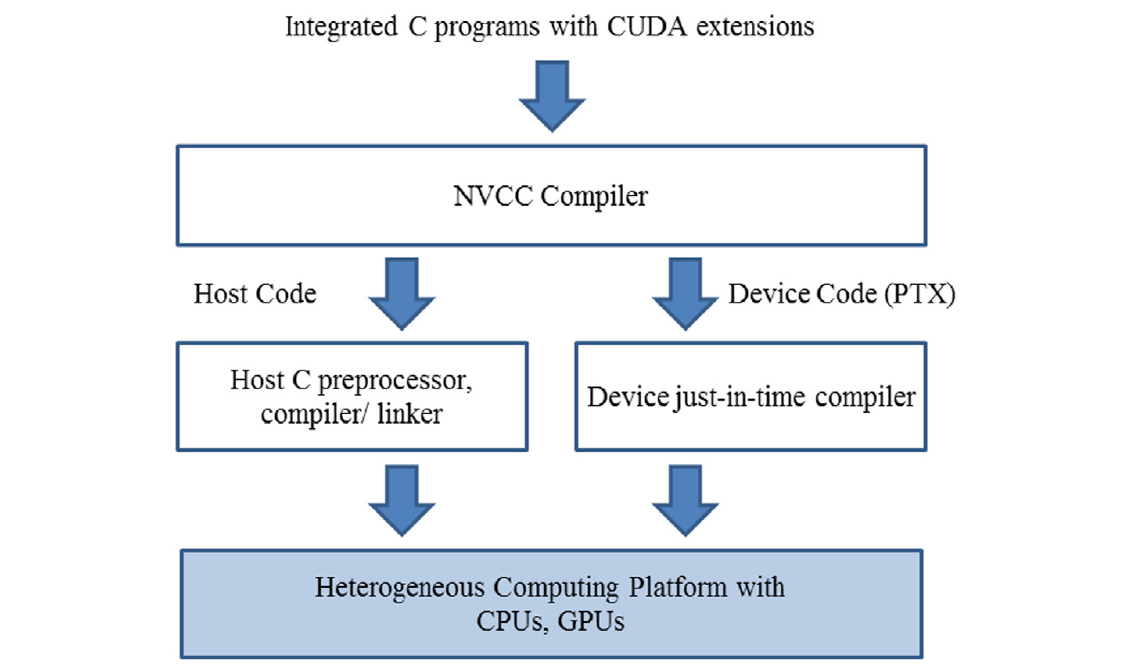 Integrated C programs with CUDA extensions
NVCC Compiler
Host Code
Device Code (PTX)
Host C preprocessor,
compiler/ linker
Device just-in-time compiler
Heterogeneous Computing Platform with
CPUs, GPUs